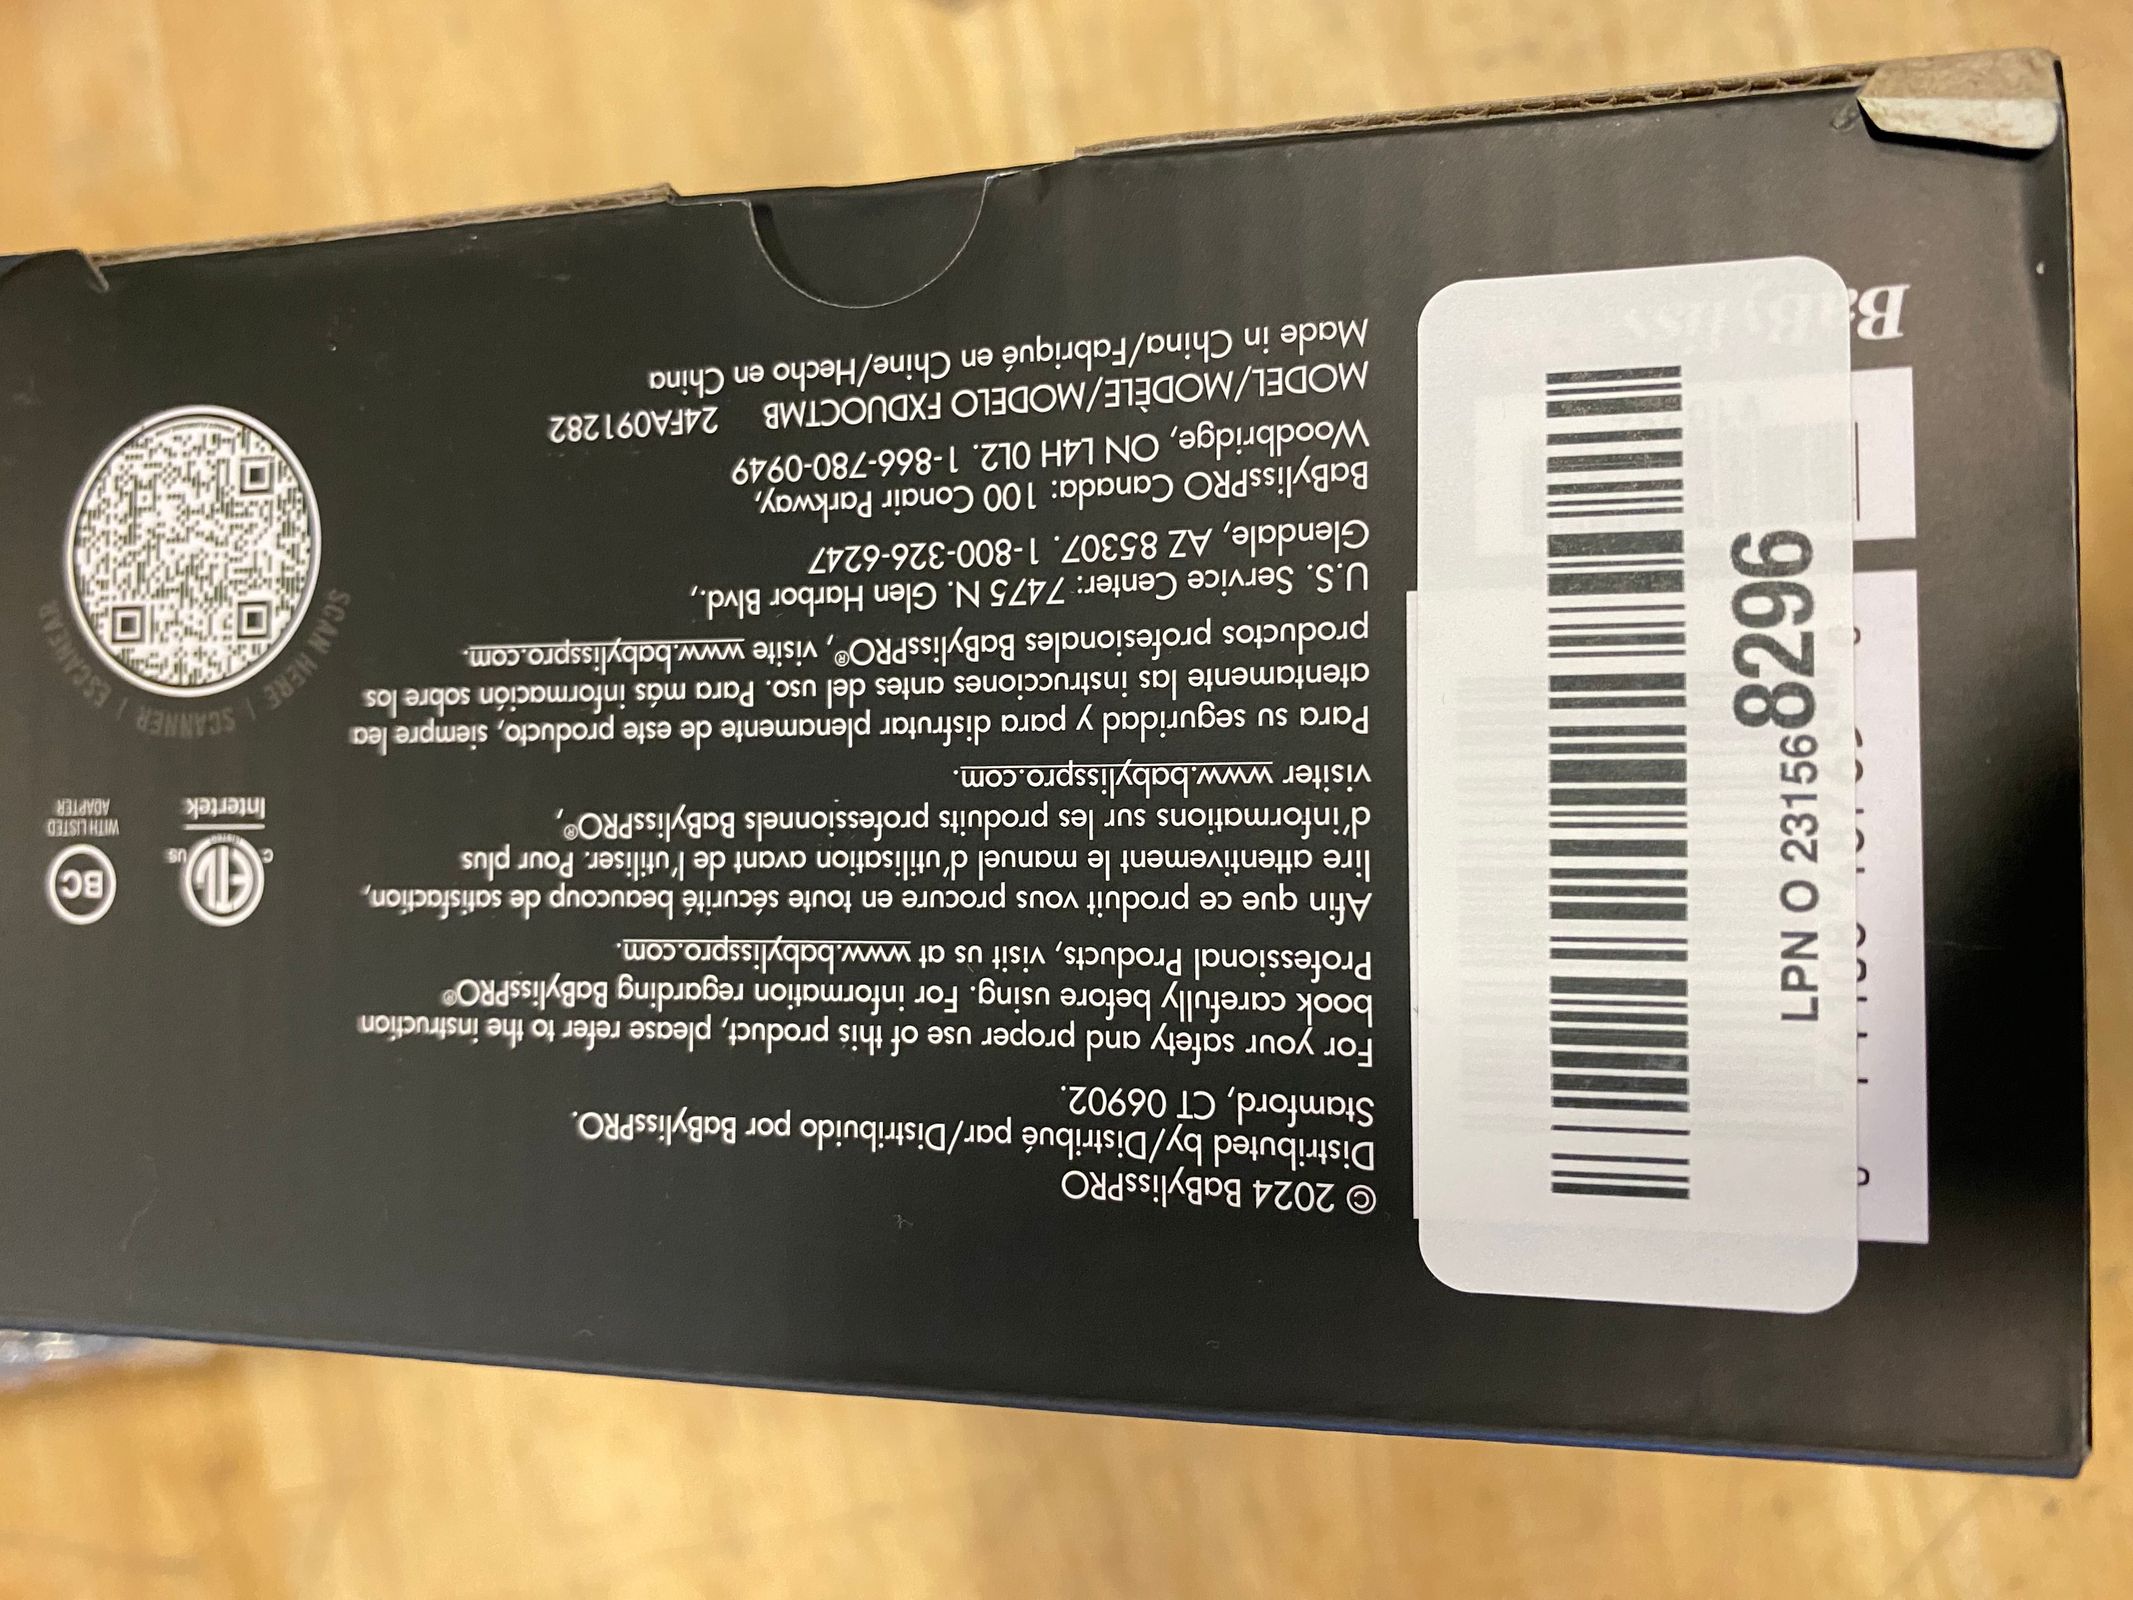 © 2024 BaBylissPRO
Distributed by/Distribué par/Distribuido por BaBylissPRO.
Stamford, CT 06902.
For your safety and proper use of this product, please refer to the instruction
book carefully before using. For information regarding BaBylissPRO®
Professional Products, visit us at www.babylisspro.com.
Afin que ce produit vous procure en toute sécurité beaucoup de satisfaction,
lire attentivement le manuel d'utilisation avant de l'utiliser. Pour plus
d'informations sur les produits professionnels BaBylissPRO®,
visiter www.babylisspro.com.
Para su seguridad y para disfrutar plenamente de este producto, siempre lea
atentamente las instrucciones antes del uso. Para más información sobre los
productos profesionales BaBylissPRO®, visite www.babylisspro.com.
U.S. Service Center: 7475 N. Glen Harbor Blvd.,
Glendale, AZ 85307. 1-800-326-6247
BaBylissPRO Canada: 100 Conair Parkway,
Woodbridge, ON L4H 0L2. 1-866-780-0949
MODEL/MODÈLE/MODELO FXDUOCTMB 24FA091282
Made in China/Fabriqué en Chine/Hecho en China
LPN O 231568296
BaByliss
C ETL US
LISTED
Intertek
BC
WITH LISTED
ADAPTER
SCAN HERE | SCANNER | ESCANEAR